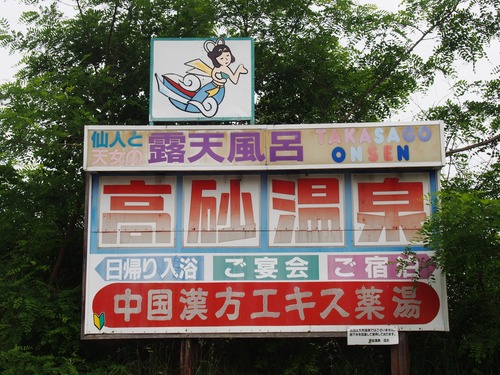 仙人と
天女の
露天風呂
TAKASAGO
ONSEN
高砂温泉
日帰り入浴 ご宴会 ご宿泊
中国漢方エキス薬湯